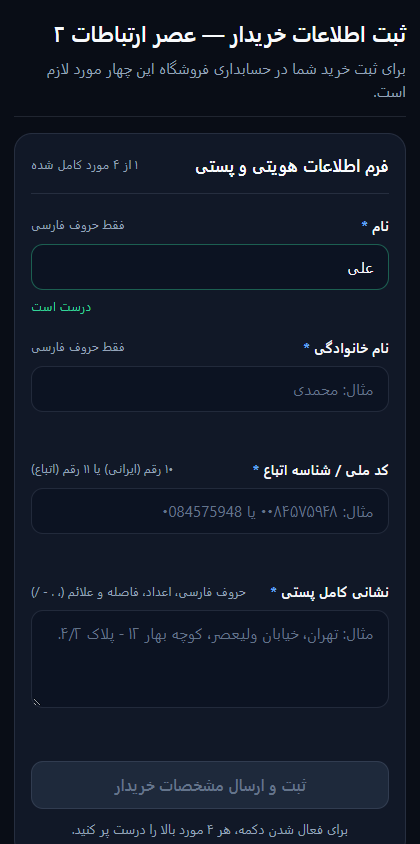 ثبت اطلاعات خریدار — عصر ارتباطات ۲
برای ثبت خرید شما در حسابداری فروشگاه این چهار مورد لازم
است.
فرم اطلاعات هویتی و پستی
۱ از ۴ مورد کامل شده
نام *
فقط حروف فارسی
علی
درست است
نام خانوادگی *
فقط حروف فارسی
مثال: محمدی
کد ملی / شناسه اتباع *
۱۰ رقم (ایرانی) یا ۱۱ رقم (اتباع)
مثال: ۰۰۸۴۵۷۵۹۴۸ یا 084575948۰
نشانی کامل پستی *
حروف فارسی، اعداد، فاصله و علائم (، . - /)
مثال: تهران، خیابان ولیعصر، کوچه بهار ۱۲ - پلاک ۴/۲.
ثبت و ارسال مشخصات خریدار
برای فعال شدن دکمه، هر ۴ مورد بالا را درست پر کنید.